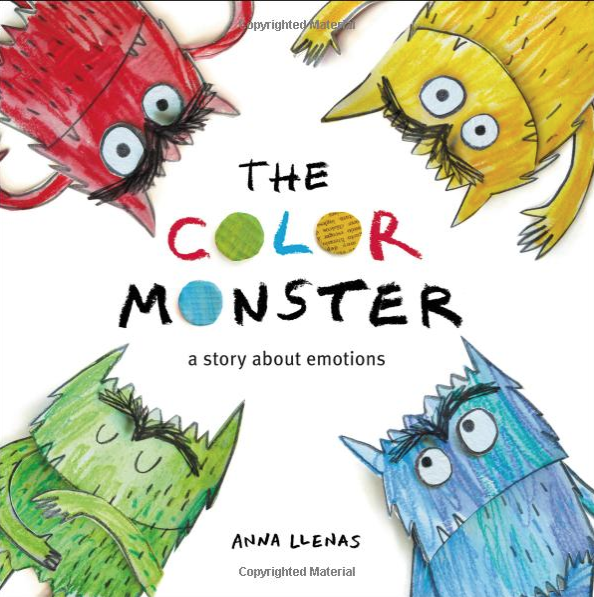 Copyrighted Material
THE
COLOR
MONSTER
a story about emotions
ANNA LLENAS
Copyrighted Material